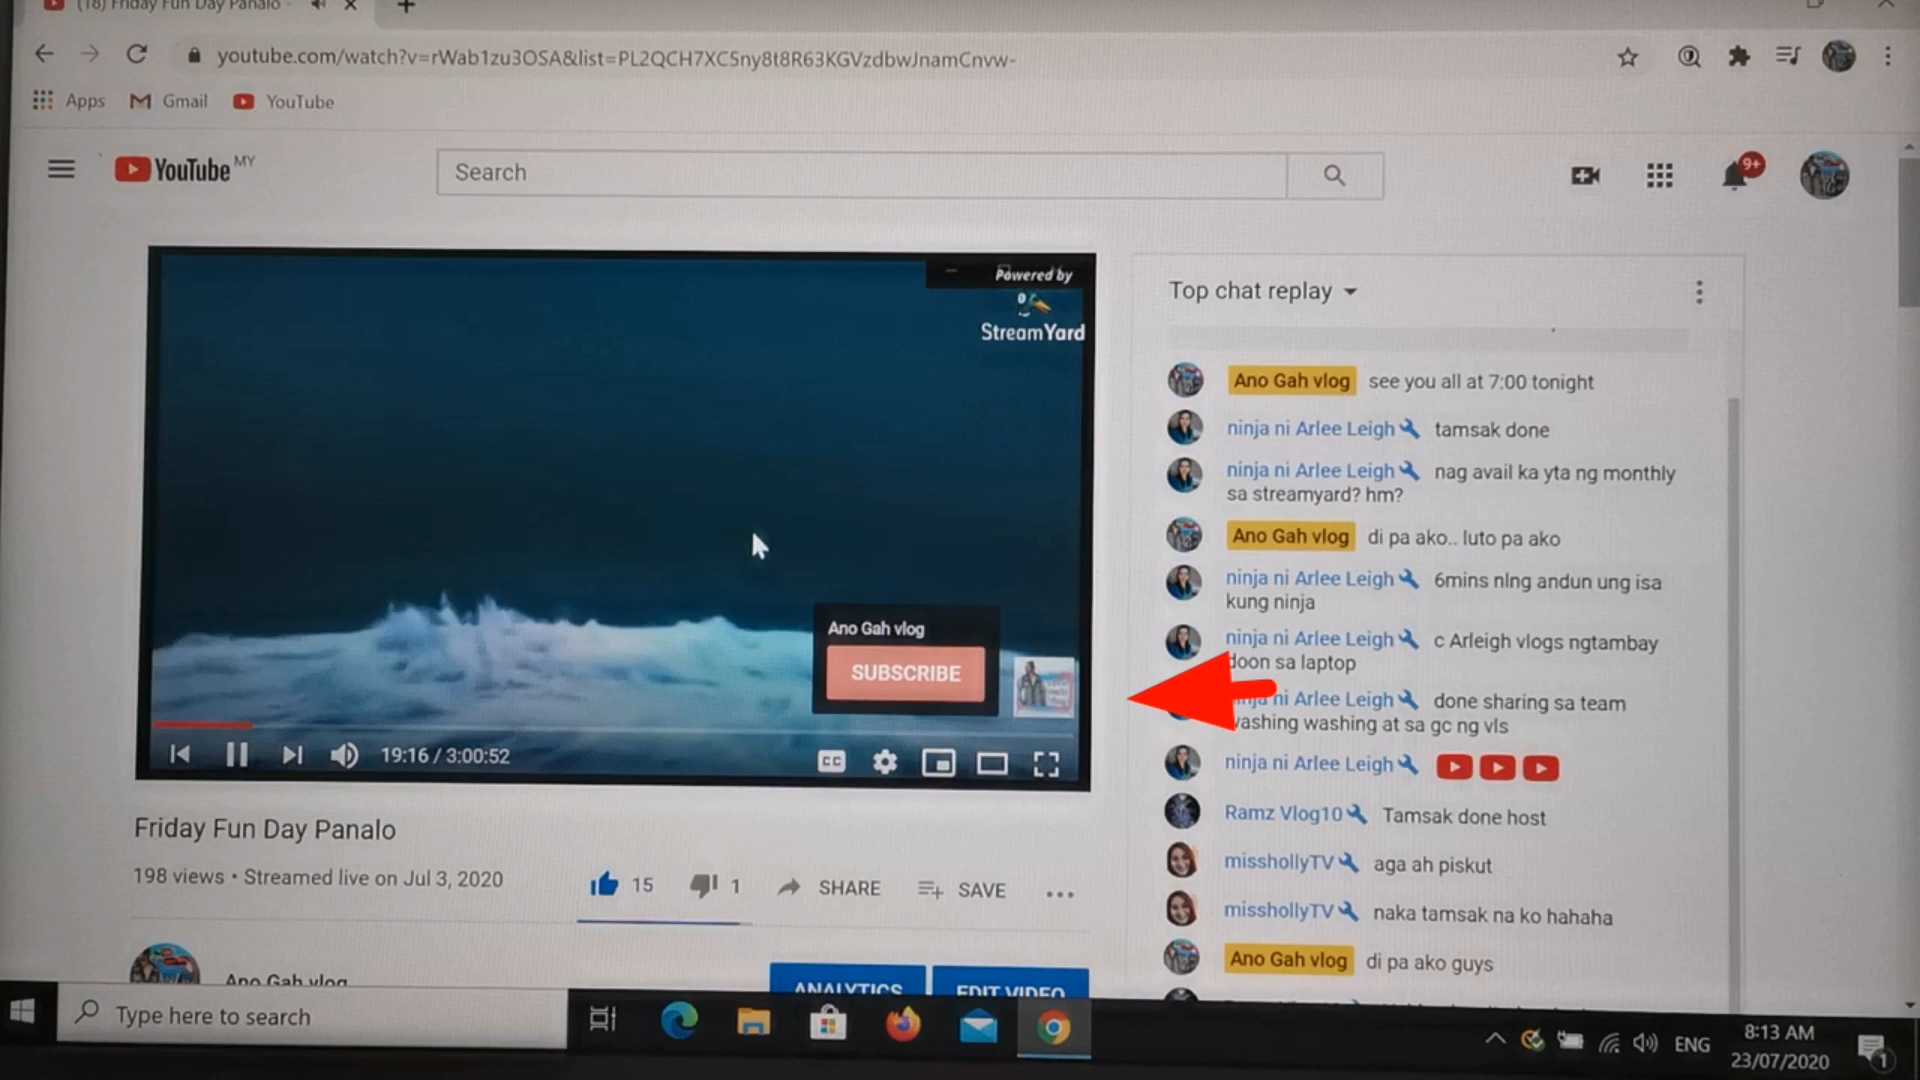 (18) Friday Fun Day Panalo -
youtube.com/watch?v=rWab1zu3OSA&list=PL2QCH7XC5ny8t8R63KGVzdbwJnamCnvw-
Apps Gmail YouTube
YouTube MY
Search
9+
Powered by
StreamYard
Ano Gah vlog
SUBSCRIBE
19:16 / 3:00:52
CC
Friday Fun Day Panalo
198 views • Streamed live on Jul 3, 2020
15 1 SHARE SAVE
Ano Gah vlog
ANALYTICS EDIT VIDEO
Top chat replay
Ano Gah vlog see you all at 7:00 tonight
ninja ni Arlee Leigh tamsak done
ninja ni Arlee Leigh nag avail ka yta ng monthly
sa streamyard? hm?
Ano Gah vlog di pa ako.. luto pa ako
ninja ni Arlee Leigh 6mins nlng andun ung isa
kung ninja
ninja ni Arlee Leigh c Arleigh vlogs ngtambay
doon sa laptop
ni Arlee Leigh done sharing sa team
washing washing at sa gc ng vls
ninja ni Arlee Leigh
Ramz Vlog10 Tamsak done host
misshollyTV aga ah piskut
misshollyTV naka tamsak na ko hahaha
Ano Gah vlog di pa ako guys
Type here to search
ENG
8:13 AM
23/07/2020
1